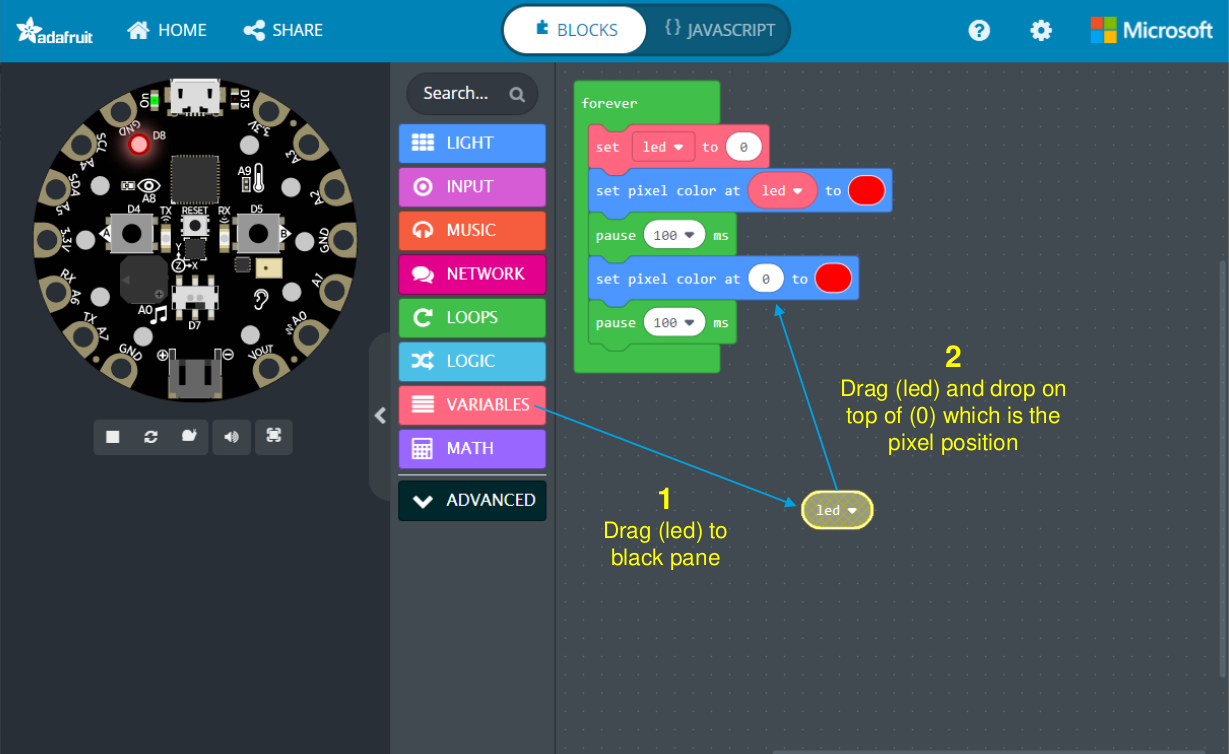 adafruit
HOME
SHARE
BLOCKS
{} JAVASCRIPT
?
Microsoft
Search...
LIGHT
INPUT
MUSIC
NETWORK
LOOPS
LOGIC
VARIABLES
MATH
ADVANCED
forever
set led to 0
set pixel color at led to
pause 100 ms
set pixel color at 0 to
pause 100 ms
2
Drag (led) and drop on
top of (0) which is the
pixel position
1
Drag (led) to
black pane
led
On
D13
GND
D8
3.3V
SCL
A4
A3
SDA
A5
A8
A9
A2
D4
TX
RESET
RX
D5
A
B
3.3V
GND
Y
Z
X
RX
A6
A1
A0
TX
A7
D7
A0
GND
VOUT